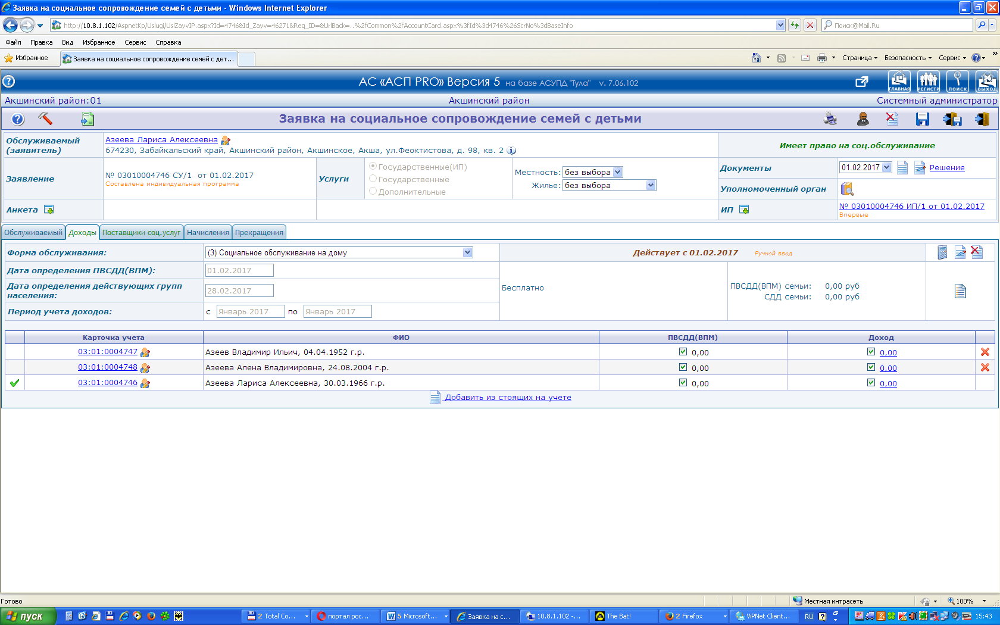 Заявка на социальное сопровождение семей с детьми - Windows Internet Explorer
http://10.8.1.102/AspnetKp/Uslugi/UslZayvIP.aspx?Id=4746&Id_Zayv=46271&Req_ID=&UrlBack=..%2fCommon%2fAccountCard.aspx%3fId%3d4746%26ScrNo%3dBaseInfo
Поиск@Mail.Ru
Файл Правка Вид Избранное Сервис Справка
Избранное Заявка на социальное сопровождение семей с дет... Страница Безопасность Сервис
АС «АСП PRO» Версия 5 на базе АСУПД "Тула" v. 7.06.102
ГЛАВНАЯ РЕГИСТР ПОИСК ВЫХОД
Акшинский район:01 Акшинский район Системный администратор
Заявка на социальное сопровождение семей с детьми
Обслуживаемый (заявитель)
Азеева Лариса Алексеевна
674230, Забайкальский край, Акшинский район, Акшинское, Акша, ул.Феоктистова, д. 98, кв. 2
Имеет право на соц.обслуживание
Заявление
№ 03010004746 СУ/1 от 01.02.2017
Составлена индивидуальная программа
Услуги
Государственные(ИП)
Государственные
Дополнительные
Местность: без выбора
Жилье: без выбора
Документы 01.02.2017 Решение
Уполномоченный орган
Анкета
ИП № 03010004746 ИП/1 от 01.02.2017
Впервые
Обслуживаемый Доходы Поставщики соц.услуг Начисления Прекращения
Форма обслуживания: (3) Социальное обслуживание на дому
Действует с 01.02.2017 Ручной ввод
Дата определения ПВСДД(ВПМ): 01.02.2017
Дата определения действующих групп населения: 28.02.2017
Период учета доходов: с Январь 2017 по Январь 2017
Бесплатно
ПВСДД(ВПМ) семьи: 0,00 руб
СДД семьи: 0,00 руб
Карточка учета ФИО ПВСДД(ВПМ) Доход
03:01:0004747 Азеев Владимир Ильич, 04.04.1952 г.р. 0,00 0,00
03:01:0004748 Азеева Алена Владимировна, 24.08.2004 г.р. 0,00 0,00
03:01:0004746 Азеева Лариса Алексеевна, 30.03.1966 г.р. 0,00 0,00
Добавить из стоящих на учете
Готово Местная интрасеть 100%
пуск 2 Total Co... портал рос... 5 Microsoft... Заявка на с... 10.8.1.102 -... The Bat! 2 Firefox ViPNet Client... RU 15:43